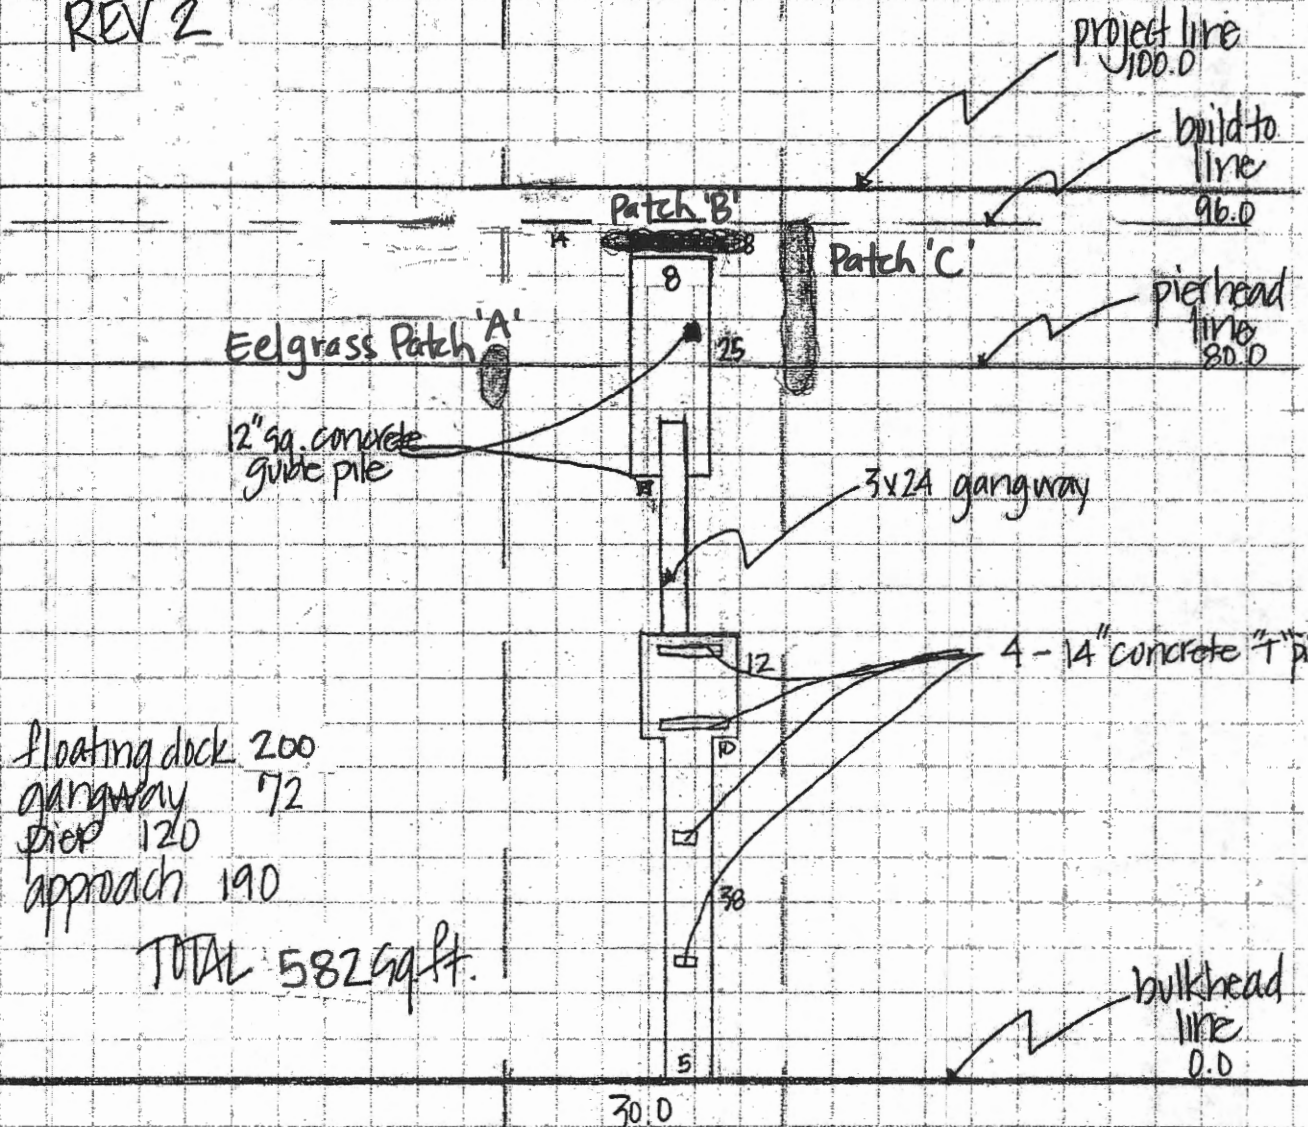 REV 2
project line
100.0
build to
line
96.0
Patch 'B'
14
8
Patch 'C'
8
pierhead
line
80.0
Eelgrass Patch 'A'
25
12" sq. concrete
guide pile
3x24 gangway
12
4 - 14" concrete "T"
10
floating dock 200
gangway 72
pier 120
approach 190
38
TOTAL 582 sq. ft.
bulkhead
line
0.0
5
30.0